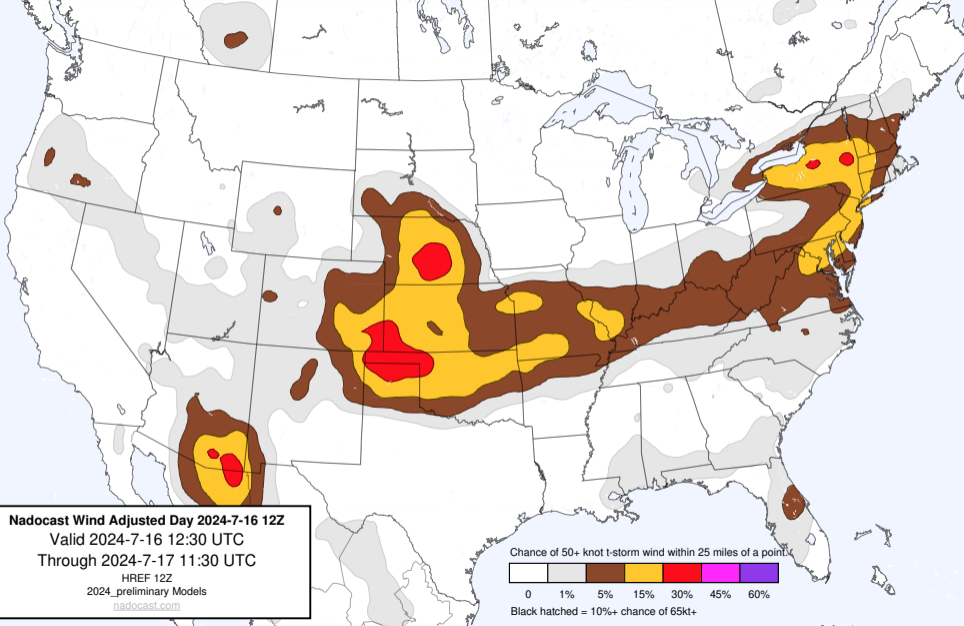 Nadocast Wind Adjusted Day 2024-7-16 12Z
Valid 2024-7-16 12:30 UTC
Through 2024-7-17 11:30 UTC
HREF 12Z
2024_preliminary Models
nadocast.com
Chance of 50+ knot t-storm wind within 25 miles of a point.
0 1% 5% 15% 30% 45% 60%
Black hatched = 10%+ chance of 65kt+